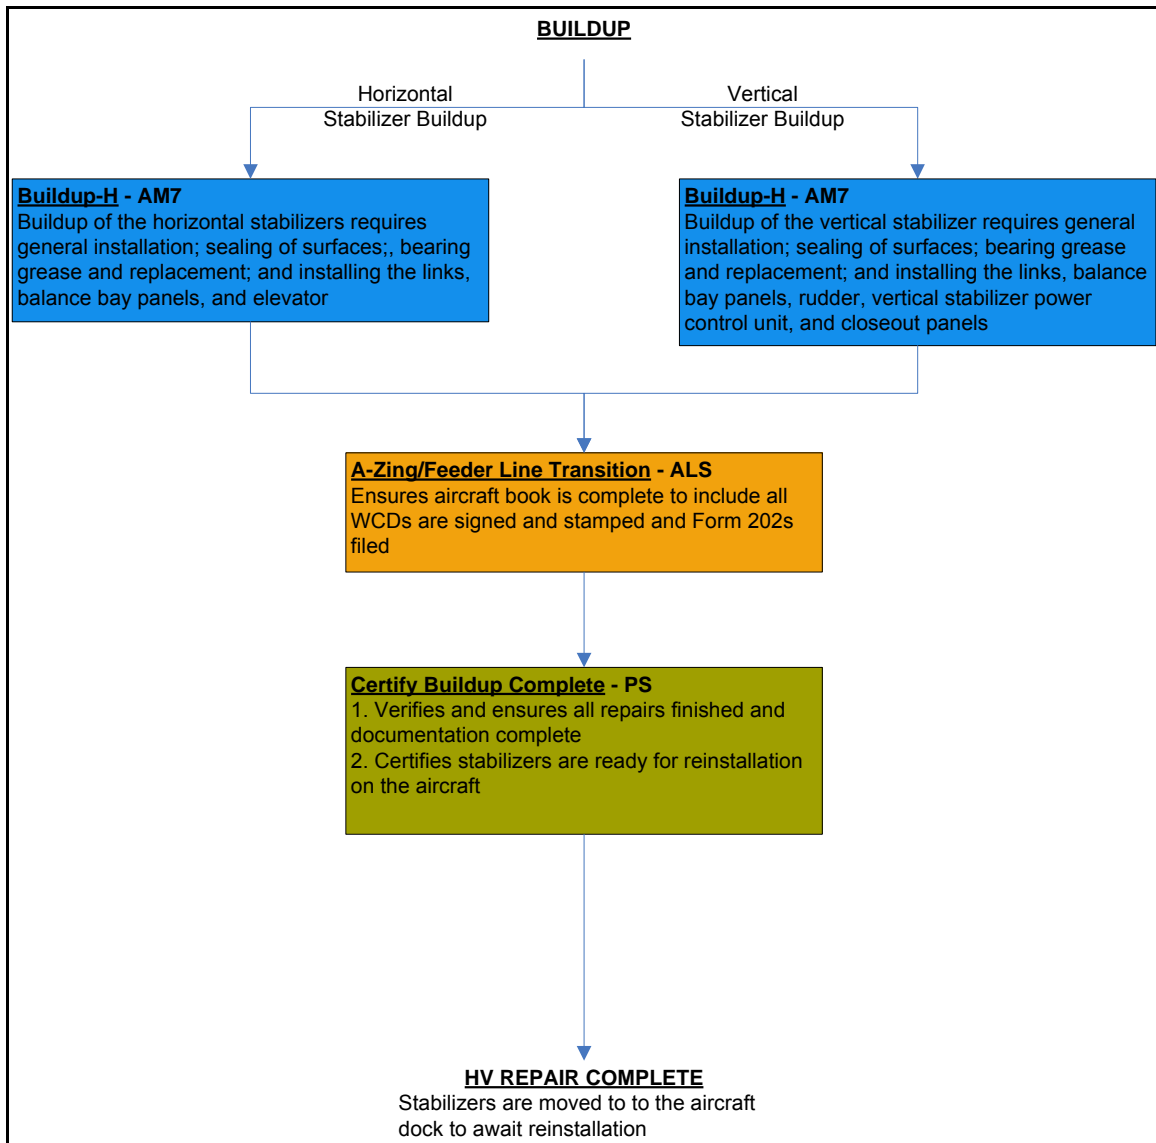 BUILDUP
Horizontal
Stabilizer Buildup
Vertical
Stabilizer Buildup
Buildup-H - AM7
Buildup of the horizontal stabilizers requires
general installation; sealing of surfaces;, bearing
grease and replacement; and installing the links,
balance bay panels, and elevator
Buildup-H - AM7
Buildup of the vertical stabilizer requires general
installation; sealing of surfaces; bearing grease
and replacement; and installing the links, balance
bay panels, rudder, vertical stabilizer power
control unit, and closeout panels
A-Zing/Feeder Line Transition - ALS
Ensures aircraft book is complete to include all
WCDs are signed and stamped and Form 202s
filed
Certify Buildup Complete - PS
1. Verifies and ensures all repairs finished and
documentation complete
2. Certifies stabilizers are ready for reinstallation
on the aircraft
HV REPAIR COMPLETE
Stabilizers are moved to to the aircraft
dock to await reinstallation